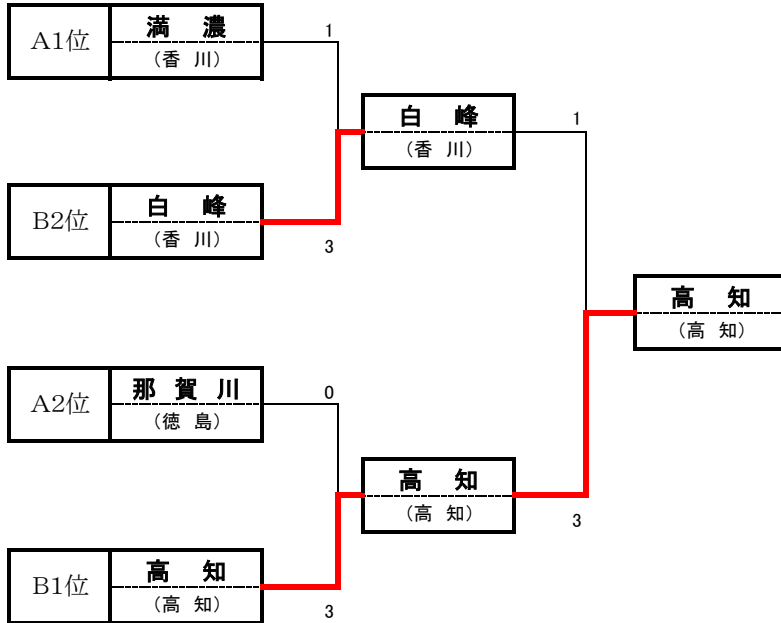 A1位
満 濃
(香 川)
1
白 峰
(香 川)
1
B2位
白 峰
(香 川)
3
高 知
(高 知)
A2位
那 賀 川
(徳 島)
0
高 知
(高 知)
3
B1位
高 知
(高 知)
3